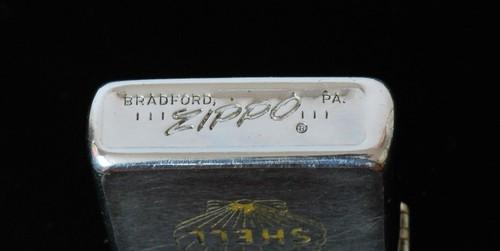 BRADFORD, PA.
||| ZIPPO ||| ®
SHELL